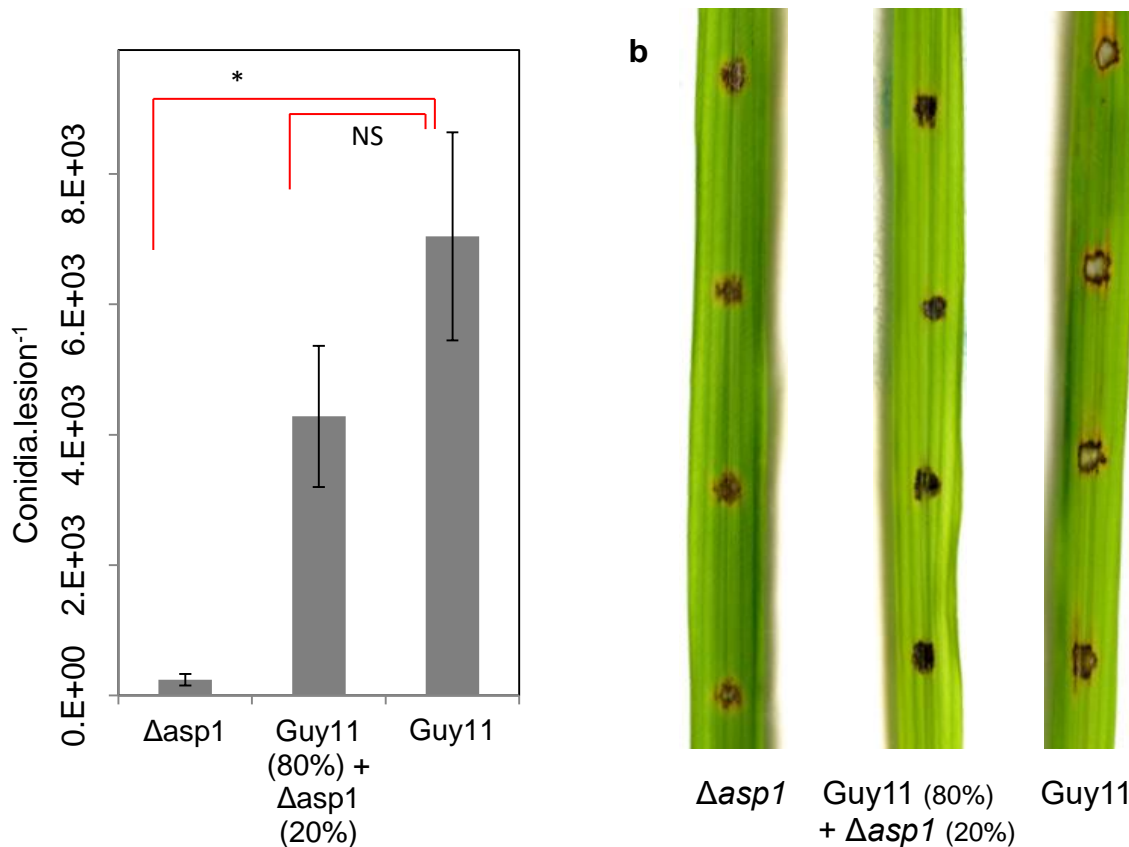 *
NS
Conidia.lesion⁻¹
8.E+03
6.E+03
4.E+03
2.E+03
0.E+00
Δasp1
Guy11
(80%) +
Δasp1
(20%)
Guy11
b
Δasp1
Guy11 (80%)
+ Δasp1 (20%)
Guy11